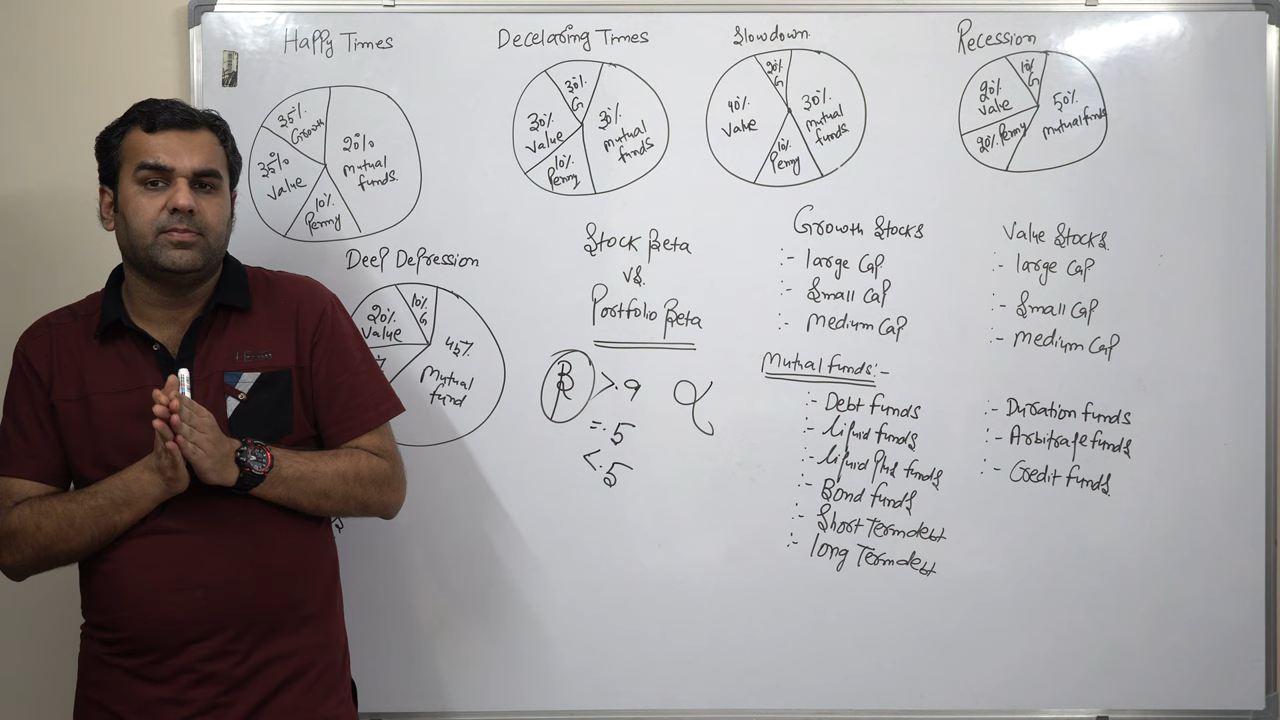 Happy Times
35%
Growth
20%
Mutual
funds.
35%
Value
10%
Penny
Decelaring Times
30%
G
30%
Value
30%
Mutual
funds
10%
Penny
Slowdown
20%
G
40%
Value
30%
Mutual
funds
10%
Penny
Recession
10%
G
20%
Value
50%
Mutual funds
20% Penny
Deep Depression
20%
Value
10%
G
45%
Mutual
fund
Stock Beta
VS.
Portfolio Beta
>.9
=.5
<.5
Growth Stocks
:- large Cap
:- Small Cap
:- Medium Cap
Value Stocks.
:- large Cap
:- Small Cap
:- Medium Cap
Mutual funds:-
:- Debt funds
:- liquid funds
:- liquid Plus funds
:- Bond funds
:- Short Term debt
:- long Term debt
:- Duration funds
:- Arbitrage funds
:- Credit funds.